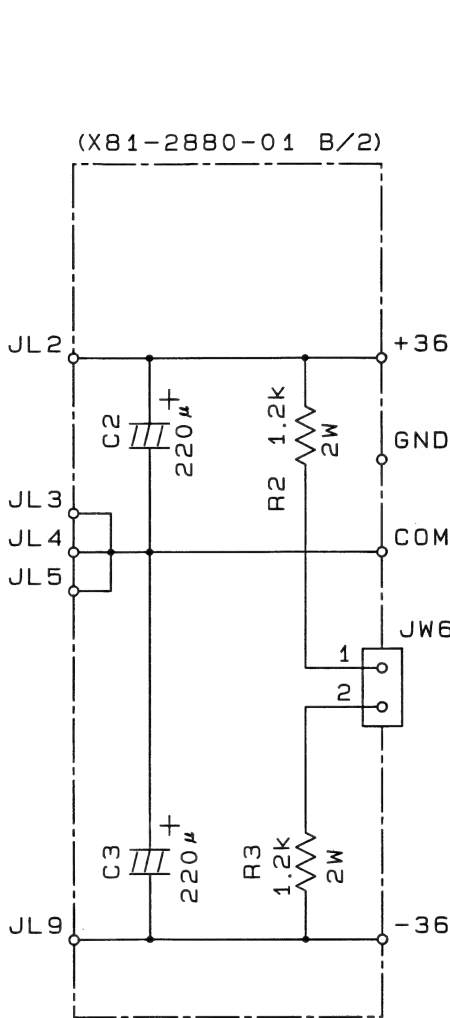 (X81-2880-01 B/2)
JL2
+36
C2
+
220μ
1.2k
2W
R2
GND
JL3
JL4
COM
JL5
JW6
1
2
C3
+
220μ
R3
1.2k
2W
JL9
-36